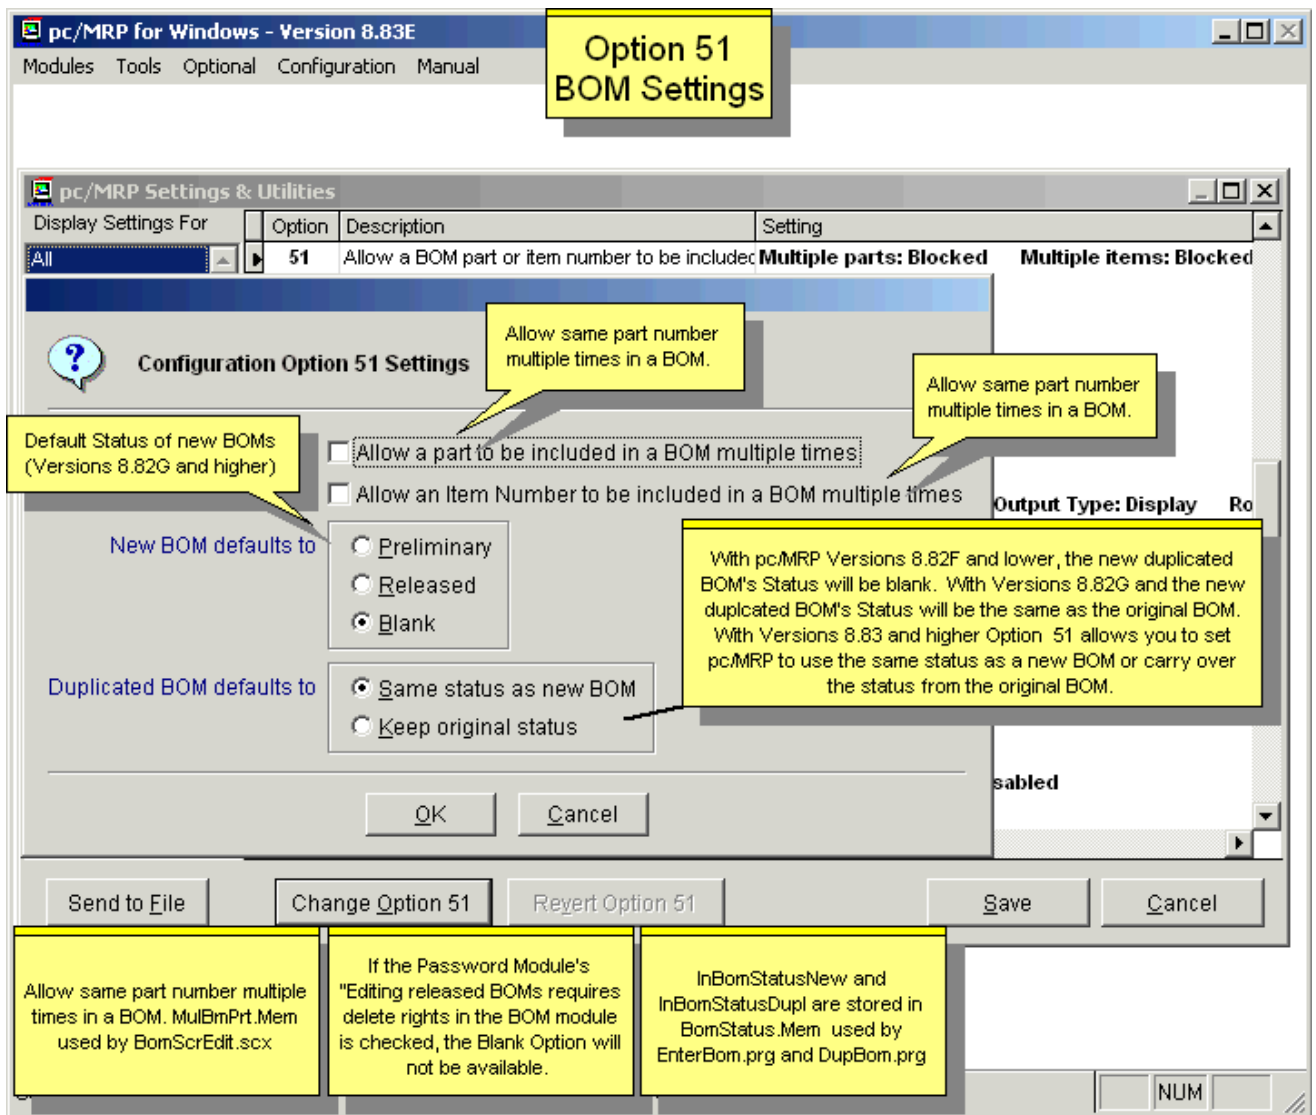 pc/MRP for Windows - Version 8.83E
Option 51
BOM Settings
Modules Tools Optional Configuration Manual
pc/MRP Settings & Utilities
Display Settings For
Option Description Setting
All
51 Allow a BOM part or item number to be included Multiple parts: Blocked Multiple items: Blocked
Configuration Option 51 Settings
Allow same part number
multiple times in a BOM.
Allow same part number
multiple times in a BOM.
Default Status of new BOMs
(Versions 8.82G and higher)
Allow a part to be included in a BOM multiple times
Allow an Item Number to be included in a BOM multiple times
Output Type: Display Ro
New BOM defaults to
Preliminary
Released
Blank
With pc/MRP Versions 8.82F and lower, the new duplicated
BOM's Status will be blank. With Versions 8.82G and the new
duplcated BOM's Status will be the same as the original BOM.
With Versions 8.83 and higher Option 51 allows you to set
pc/MRP to use the same status as a new BOM or carry over
the status from the original BOM.
Duplicated BOM defaults to
Same status as new BOM
Keep original status
sabled
OK Cancel
Send to File Change Option 51 Revert Option 51 Save Cancel
Allow same part number multiple
times in a BOM. MulBmPrt.Mem
used by BomScrEdit.scx
If the Password Module's
"Editing released BOMs requires
delete rights in the BOM module
is checked, the Blank Option will
not be available.
InBomStatusNew and
InBomStatusDupl are stored in
BomStatus.Mem used by
EnterBom.prg and DupBom.prg
NUM